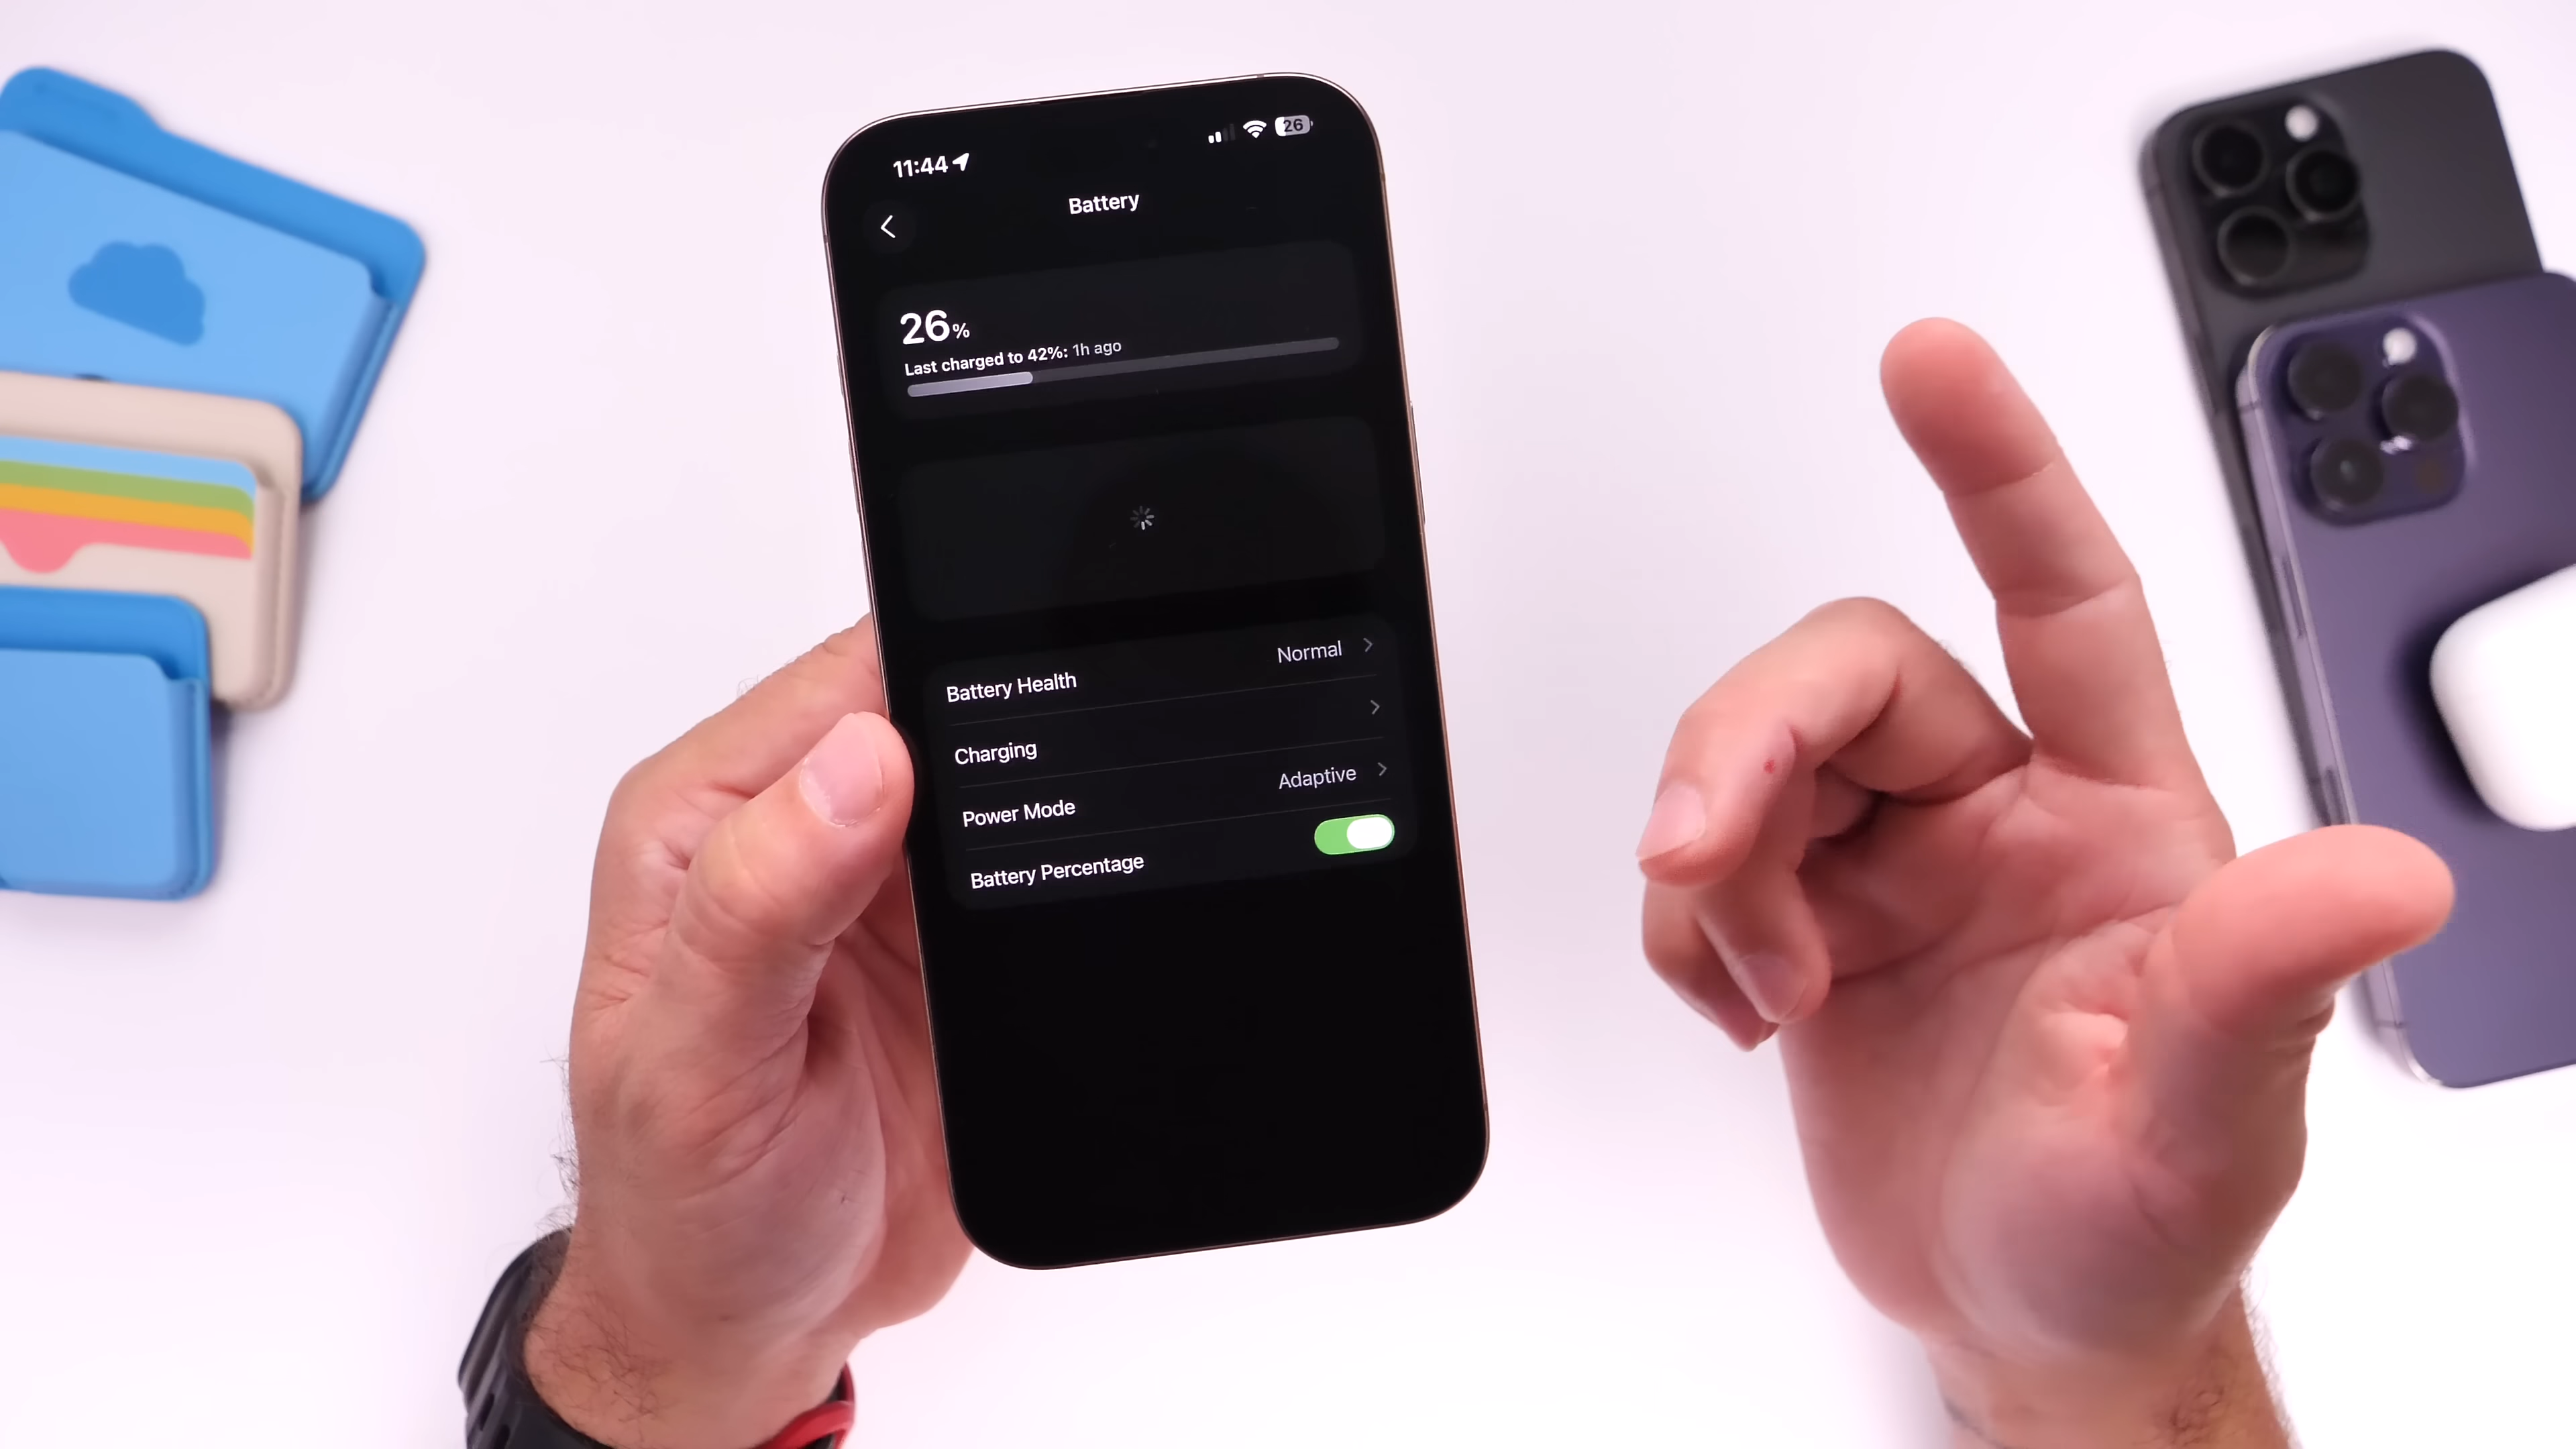 11:44
26
Battery
26%
Last charged to 42%: 1h ago
Battery Health Normal
Charging
Power Mode Adaptive
Battery Percentage